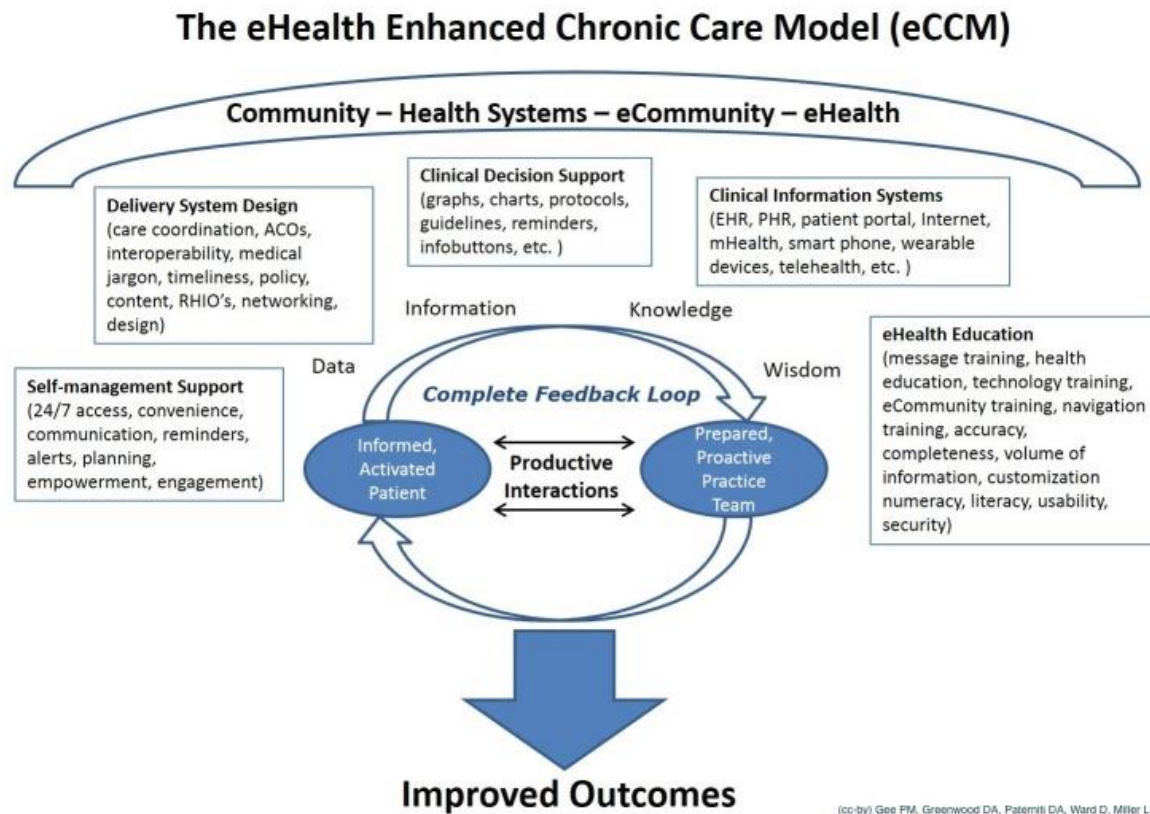 The eHealth Enhanced Chronic Care Model (eCCM)
Community – Health Systems – eCommunity – eHealth
Delivery System Design
(care coordination, ACOs,
interoperability, medical
jargon, timeliness, policy,
content, RHIO's, networking,
design)
Clinical Decision Support
(graphs, charts, protocols,
guidelines, reminders,
infobuttons, etc. )
Clinical Information Systems
(EHR, PHR, patient portal, Internet,
mHealth, smart phone, wearable
devices, telehealth, etc. )
Self-management Support
(24/7 access, convenience,
communication, reminders,
alerts, planning,
empowerment, engagement)
Data
Information
Knowledge
Wisdom
eHealth Education
(message training, health
education, technology training,
eCommunity training, navigation
training, accuracy,
completeness, volume of
information, customization
numeracy, literacy, usability,
security)
Complete Feedback Loop
Informed,
Activated
Patient
Productive
Interactions
Prepared,
Proactive
Practice
Team
Improved Outcomes
(cc-by) Gee PM, Greenwood DA, Paterniti DA, Ward D, Miller L